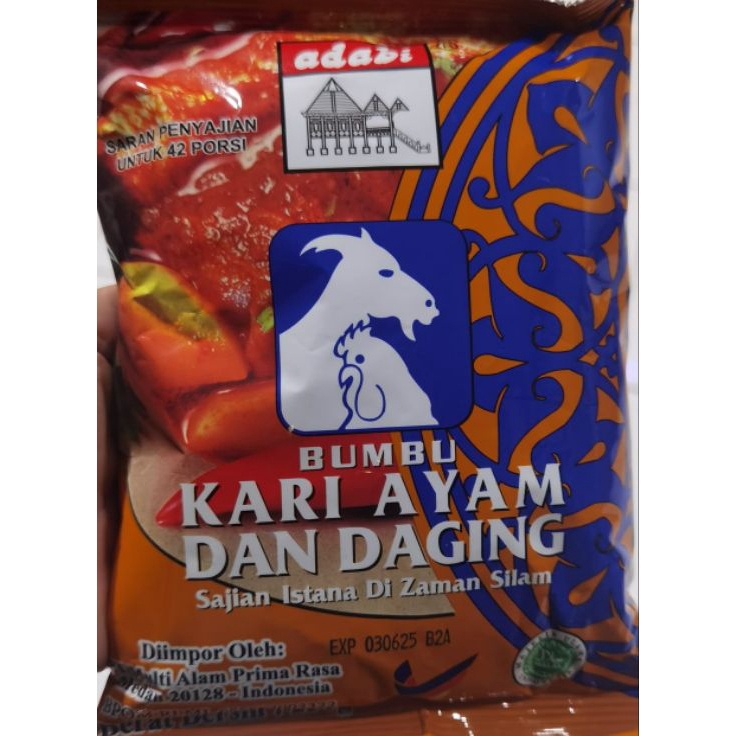 adabi
SARAN PENYAJIAN
UNTUK 42 PORSI
BUMBU
KARI AYAM
DAN DAGING
Sajian Istana Di Zaman Silam
EXP 030625 B2A
Diimpor Oleh:
Alam Prima Rasa
20128 - Indonesia